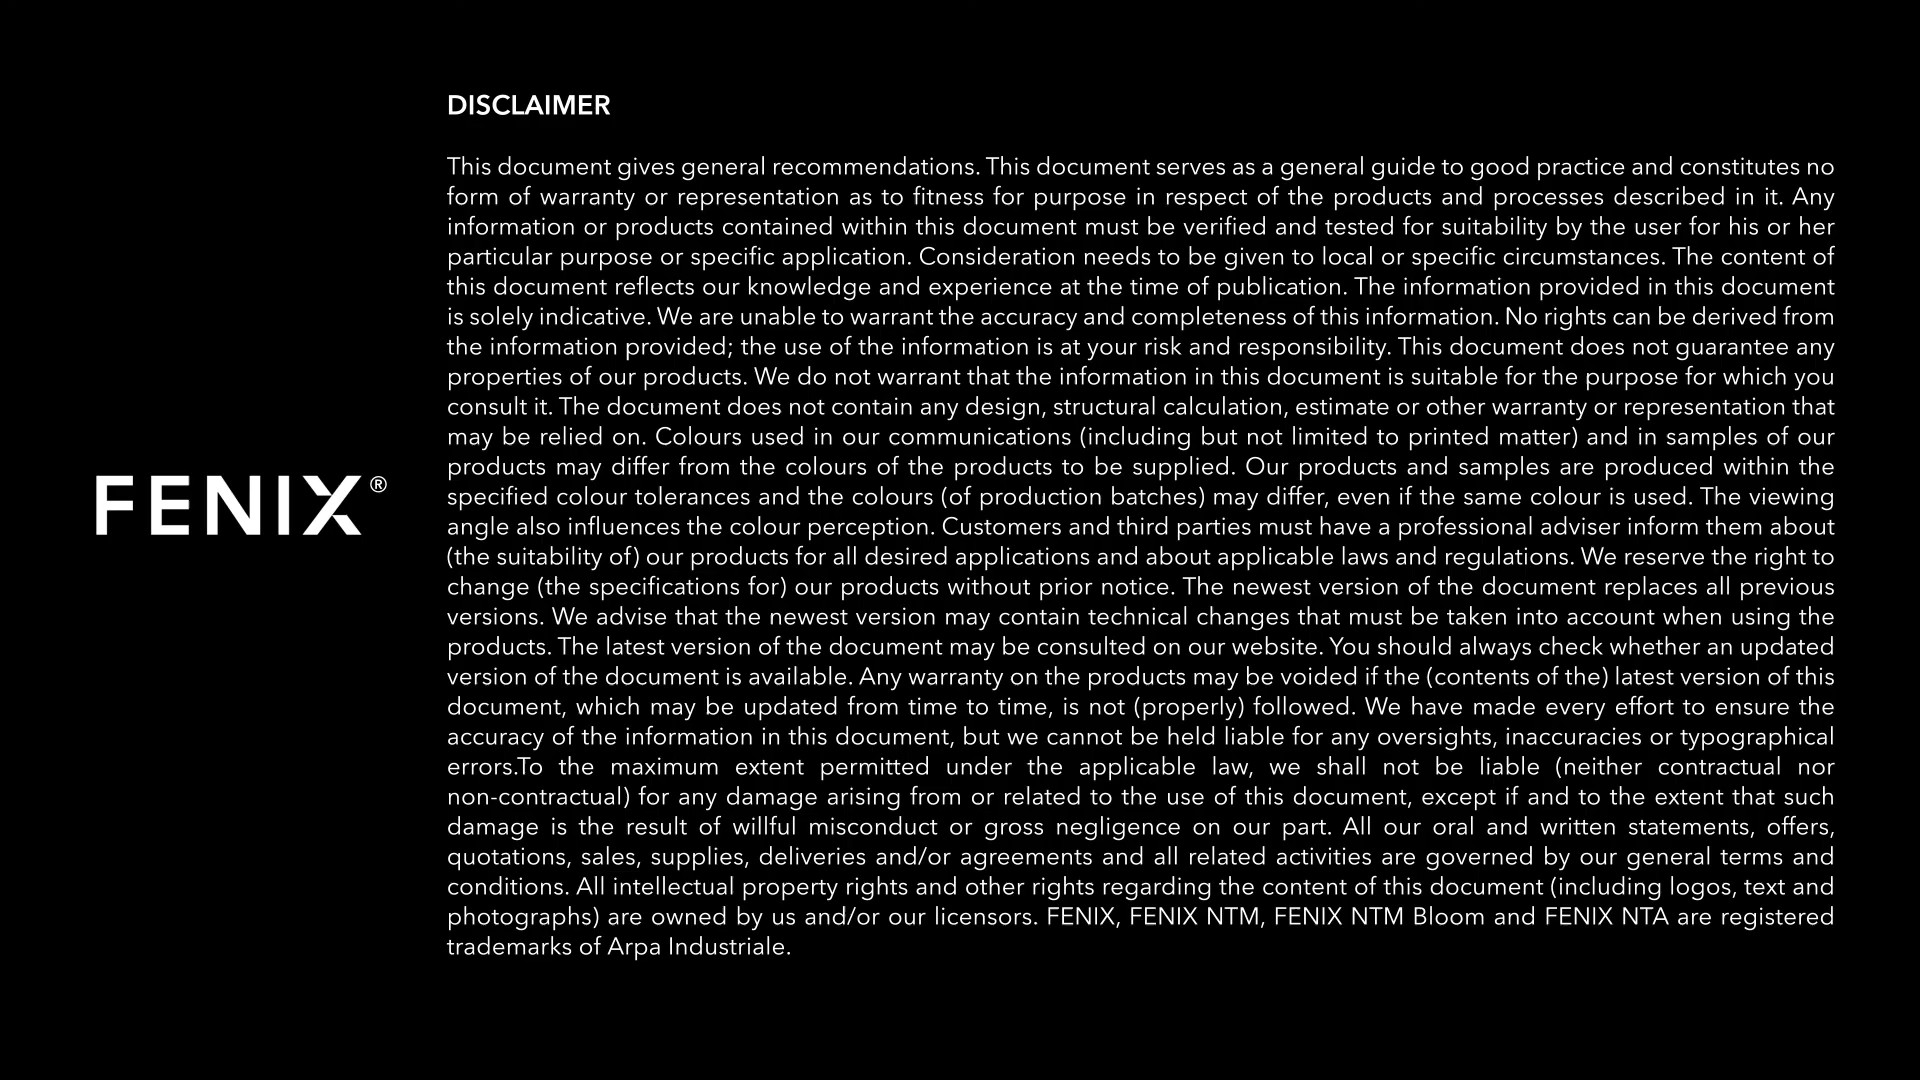 DISCLAIMER
This document gives general recommendations. This document serves as a general guide to good practice and constitutes no
form of warranty or representation as to fitness for purpose in respect of the products and processes described in it. Any
information or products contained within this document must be verified and tested for suitability by the user for his or her
particular purpose or specific application. Consideration needs to be given to local or specific circumstances. The content of
this document reflects our knowledge and experience at the time of publication. The information provided in this document
is solely indicative. We are unable to warrant the accuracy and completeness of this information. No rights can be derived from
the information provided; the use of the information is at your risk and responsibility. This document does not guarantee any
properties of our products. We do not warrant that the information in this document is suitable for the purpose for which you
consult it. The document does not contain any design, structural calculation, estimate or other warranty or representation that
may be relied on. Colours used in our communications (including but not limited to printed matter) and in samples of our
products may differ from the colours of the products to be supplied. Our products and samples are produced within the
specified colour tolerances and the colours (of production batches) may differ, even if the same colour is used. The viewing
angle also influences the colour perception. Customers and third parties must have a professional adviser inform them about
(the suitability of) our products for all desired applications and about applicable laws and regulations. We reserve the right to
change (the specifications for) our products without prior notice. The newest version of the document replaces all previous
versions. We advise that the newest version may contain technical changes that must be taken into account when using the
products. The latest version of the document may be consulted on our website. You should always check whether an updated
version of the document is available. Any warranty on the products may be voided if the (contents of the) latest version of this
document, which may be updated from time to time, is not (properly) followed. We have made every effort to ensure the
accuracy of the information in this document, but we cannot be held liable for any oversights, inaccuracies or typographical
errors.To the maximum extent permitted under the applicable law, we shall not be liable (neither contractual nor
non-contractual) for any damage arising from or related to the use of this document, except if and to the extent that such
damage is the result of willful misconduct or gross negligence on our part. All our oral and written statements, offers,
quotations, sales, supplies, deliveries and/or agreements and all related activities are governed by our general terms and
conditions. All intellectual property rights and other rights regarding the content of this document (including logos, text and
photographs) are owned by us and/or our licensors. FENIX, FENIX NTM, FENIX NTM Bloom and FENIX NTA are registered
trademarks of Arpa Industriale.
FENIX®